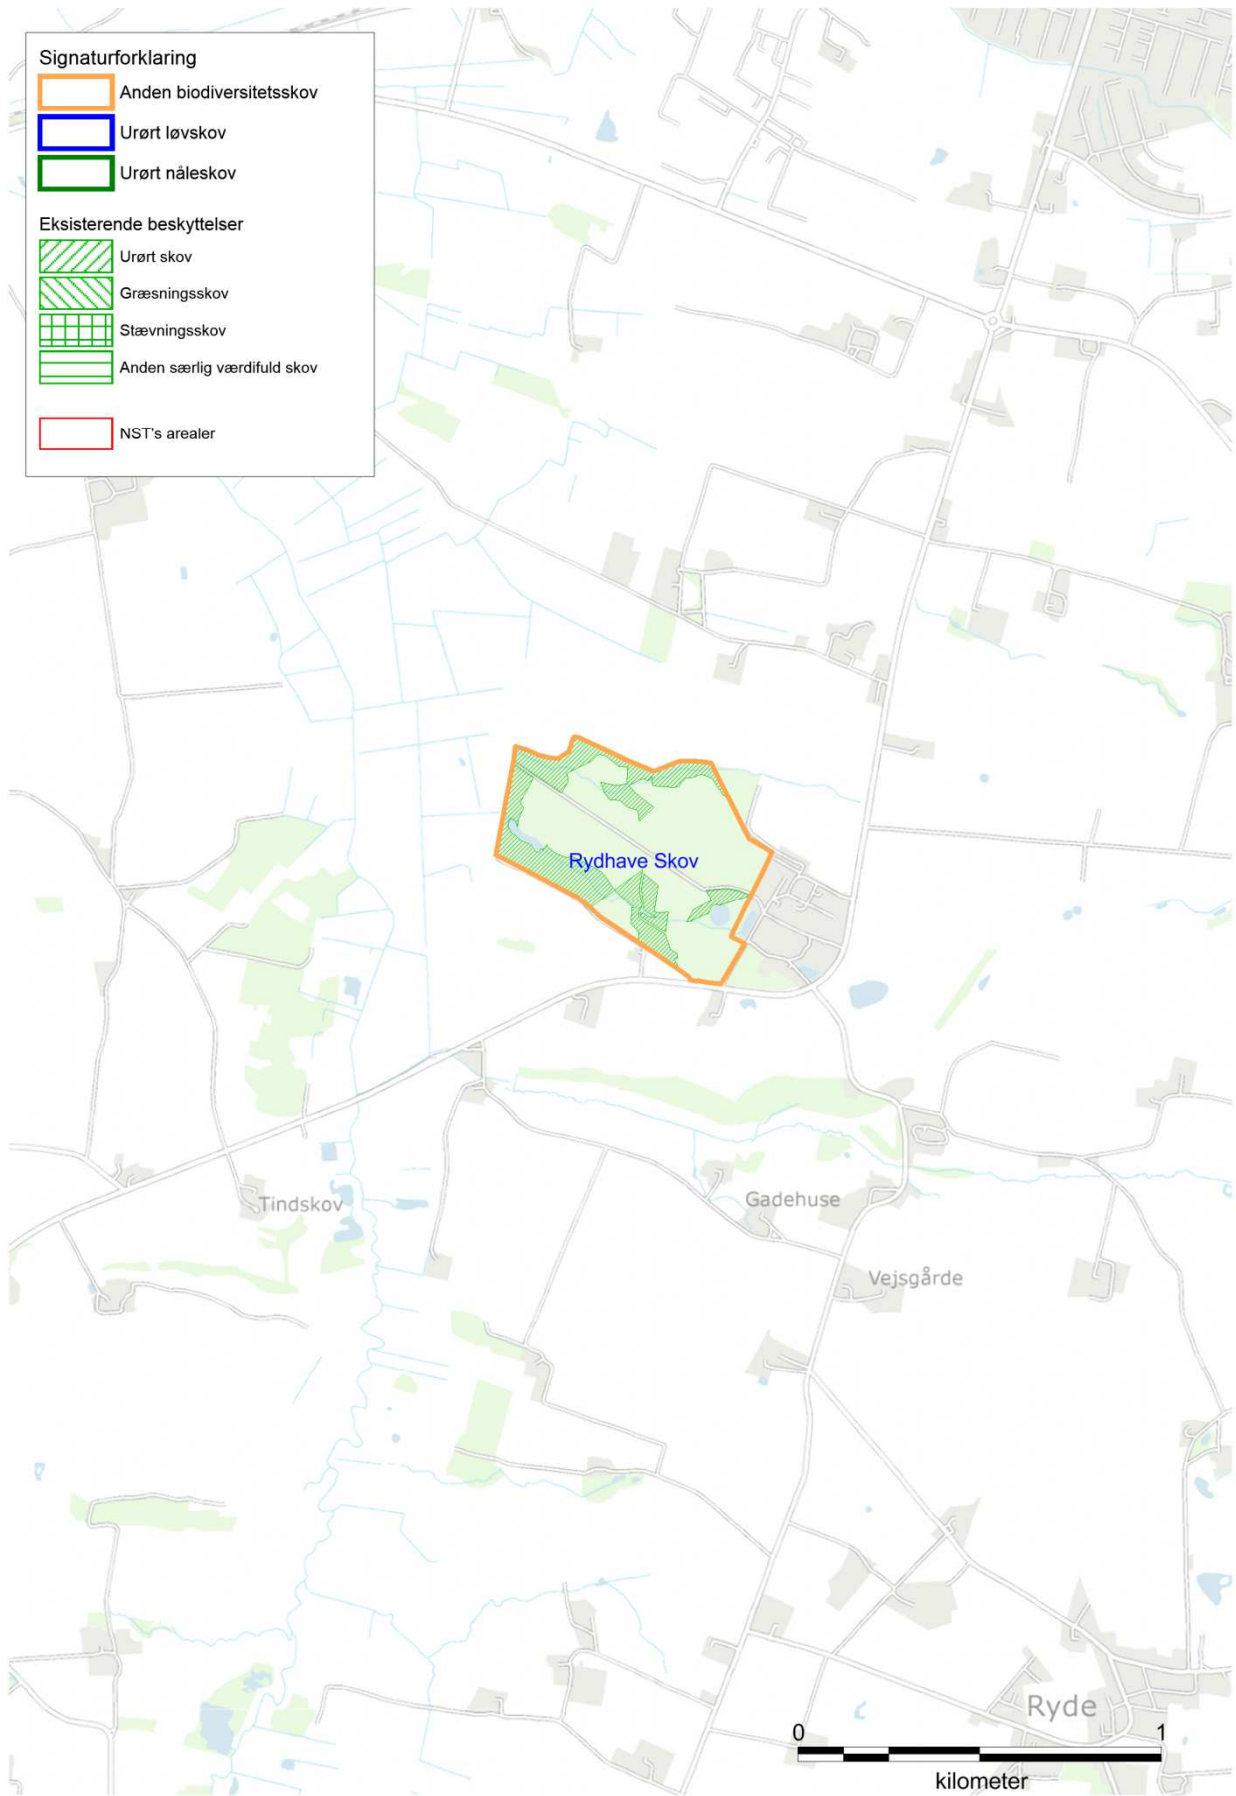 Signaturforklaring
Anden biodiversitetsskov
Urørt løvskov
Urørt nåleskov
Eksisterende beskyttelser
Urørt skov
Græsningsskov
Stævningsskov
Anden særlig værdifuld skov
NST's arealer
Rydhave Skov
Tindskov
Gadehuse
Vejsgårde
Ryde
0 1
kilometer